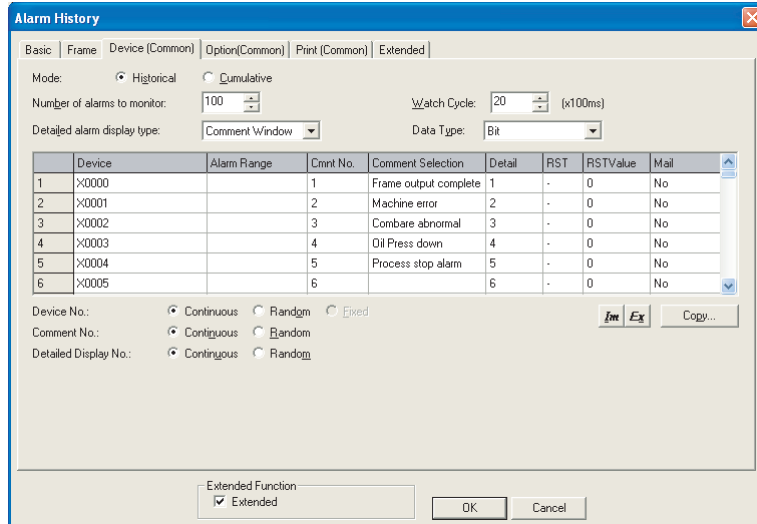 Alarm History
Basic Frame Device (Common) Option(Common) Print (Common) Extended
Mode: Historical Cumulative
Number of alarms to monitor: 100 Watch Cycle: 20 (x100ms)
Detailed alarm display type: Comment Window Data Type: Bit
Device Alarm Range Cmnt No. Comment Selection Detail RST RSTValue Mail
1 X0000 1 Frame output complete 1 - 0 No
2 X0001 2 Machine error 2 - 0 No
3 X0002 3 Combare abnormal 3 - 0 No
4 X0003 4 Oil Press down 4 - 0 No
5 X0004 5 Process stop alarm 5 - 0 No
6 X0005 6 6 - 0 No
Device No.: Continuous Random Fixed Im Ex Copy...
Comment No.: Continuous Random
Detailed Display No.: Continuous Random
Extended Function
Extended OK Cancel